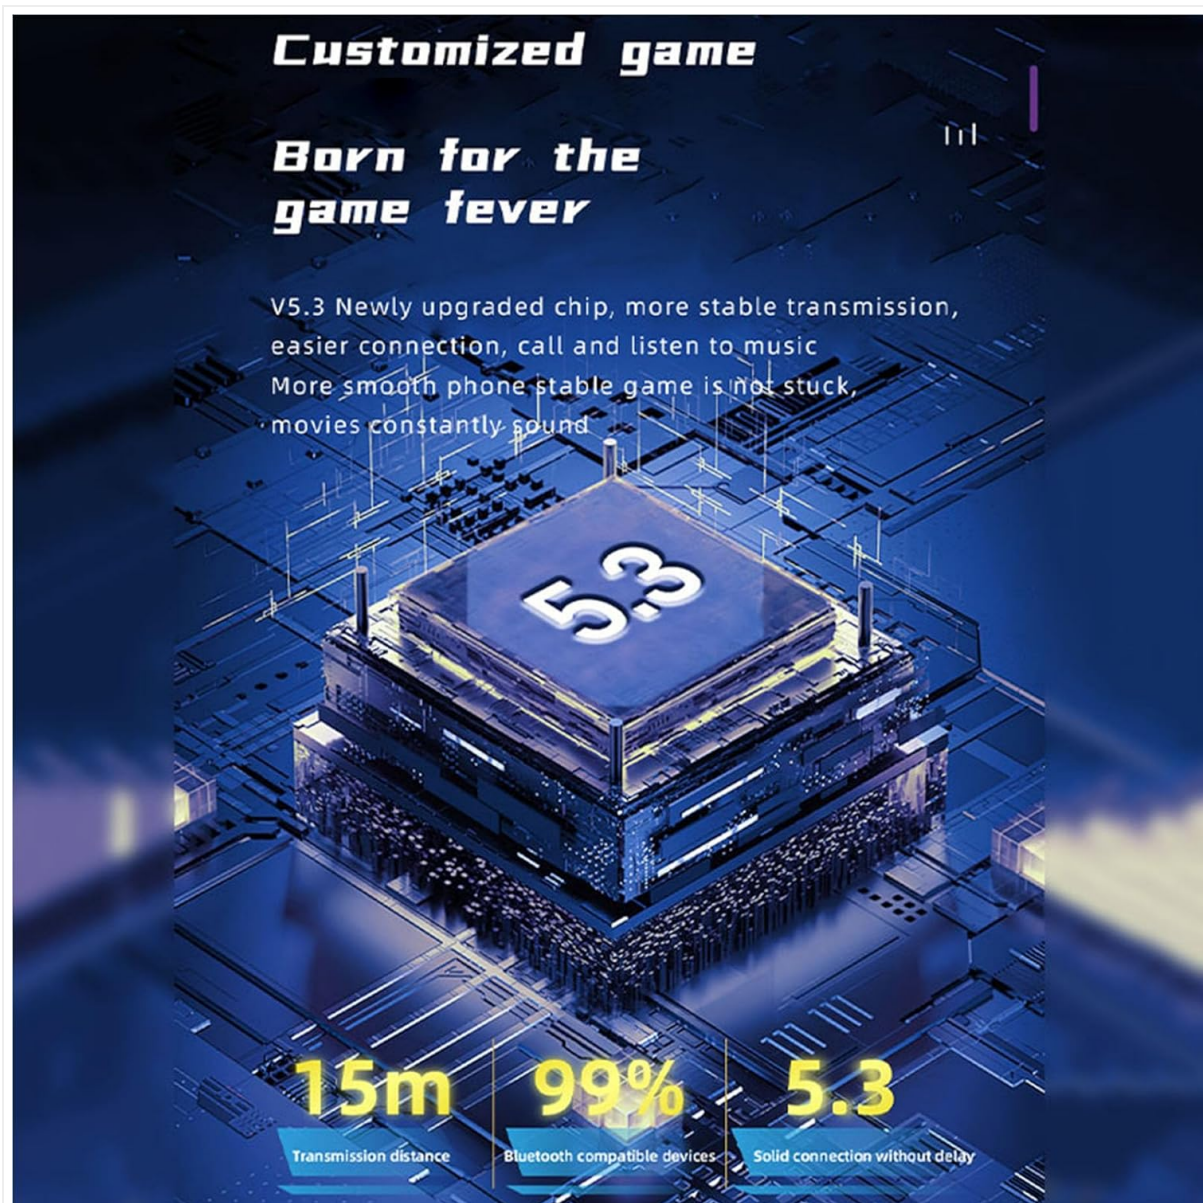 Customized game
Born for the
game fever
V5.3 Newly upgraded chip, more stable transmission,
easier connection, call and listen to music
More smooth phone stable game is not stuck,
movies constantly sound
5.3
15m
99%
5.3
Transmission distance
Bluetooth compatible devices
Solid connection without delay